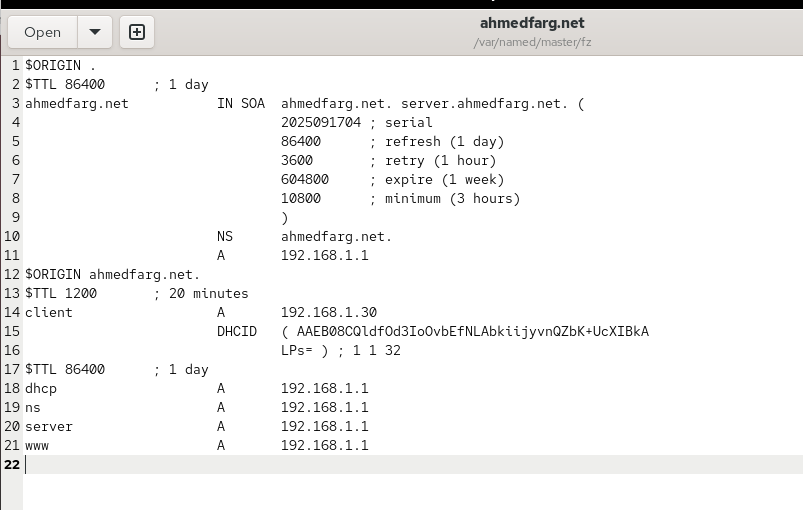 Open
ahmedfarg.net
/var/named/master/fz
1 $ORIGIN .
2 $TTL 86400 ; 1 day
3 ahmedfarg.net IN SOA ahmedfarg.net. server.ahmedfarg.net. (
4 2025091704 ; serial
5 86400 ; refresh (1 day)
6 3600 ; retry (1 hour)
7 604800 ; expire (1 week)
8 10800 ; minimum (3 hours)
9 )
10 NS ahmedfarg.net.
11 A 192.168.1.1
12 $ORIGIN ahmedfarg.net.
13 $TTL 1200 ; 20 minutes
14 client A 192.168.1.30
15 DHCID ( AAEB08CQldfOd3IoOvbEfNLAbkiijyvnQZbK+UcXIBkA
16 LPs= ) ; 1 1 32
17 $TTL 86400 ; 1 day
18 dhcp A 192.168.1.1
19 ns A 192.168.1.1
20 server A 192.168.1.1
21 www A 192.168.1.1
22